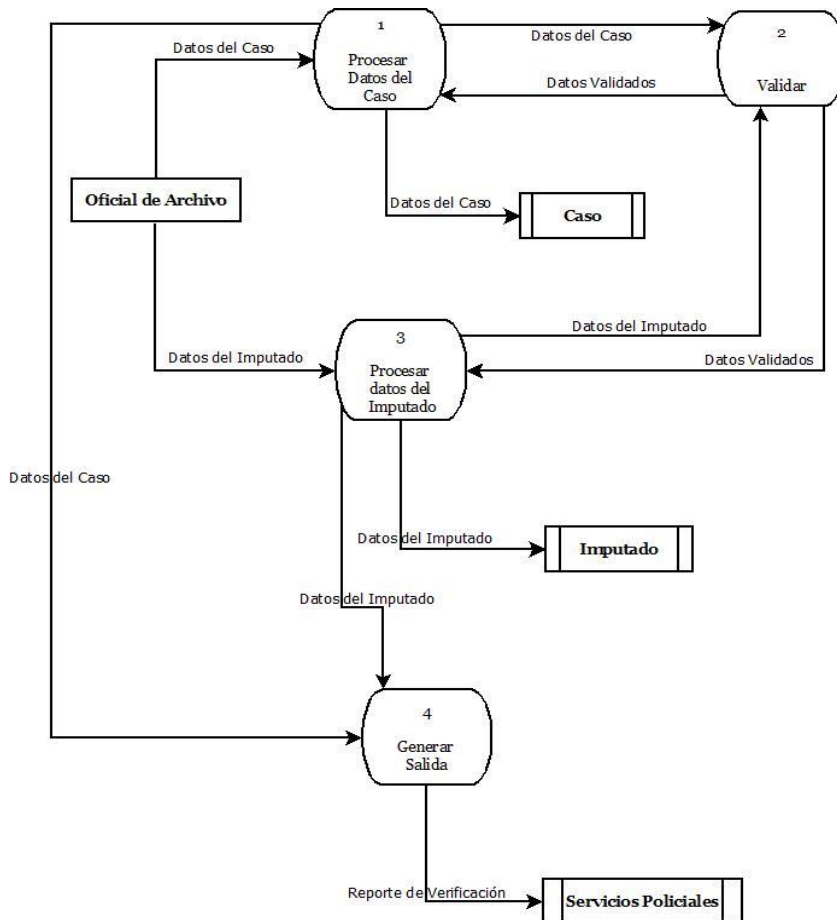 1
Procesar
Datos del
Caso
Datos del Caso
2
Validar
Datos del Caso
Datos Validados
Oficial de Archivo
Datos del Caso
Caso
3
Procesar
datos del
Imputado
Datos del Imputado
Datos del Imputado
Datos Validados
Datos del Caso
Datos del Imputado
Imputado
Datos del Imputado
4
Generar
Salida
Reporte de Verificación
Servicios Policiales